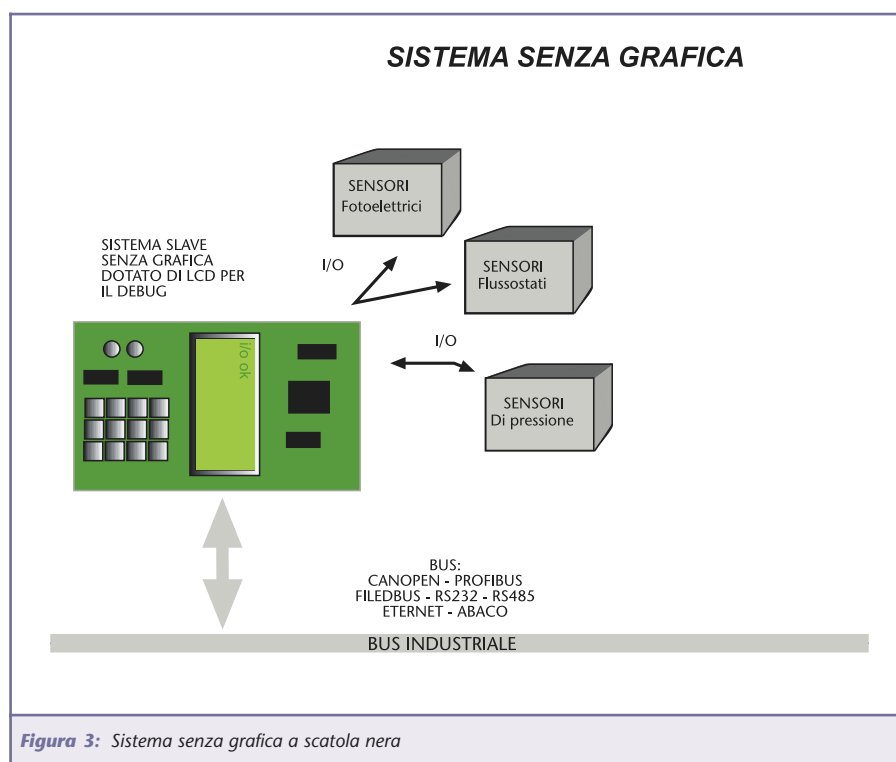 SISTEMA SENZA GRAFICA
SENSORI
Fotoelettrici
SISTEMA SLAVE
SENZA GRAFICA
DOTATO DI LCD PER
IL DEBUG
I/O
SENSORI
Flussostati
I/O
i/o ok
SENSORI
Di pressione
BUS:
CANOPEN - PROFIBUS
FILEDBUS - RS232 - RS485
ETERNET - ABACO
BUS INDUSTRIALE
Figura 3: Sistema senza grafica a scatola nera